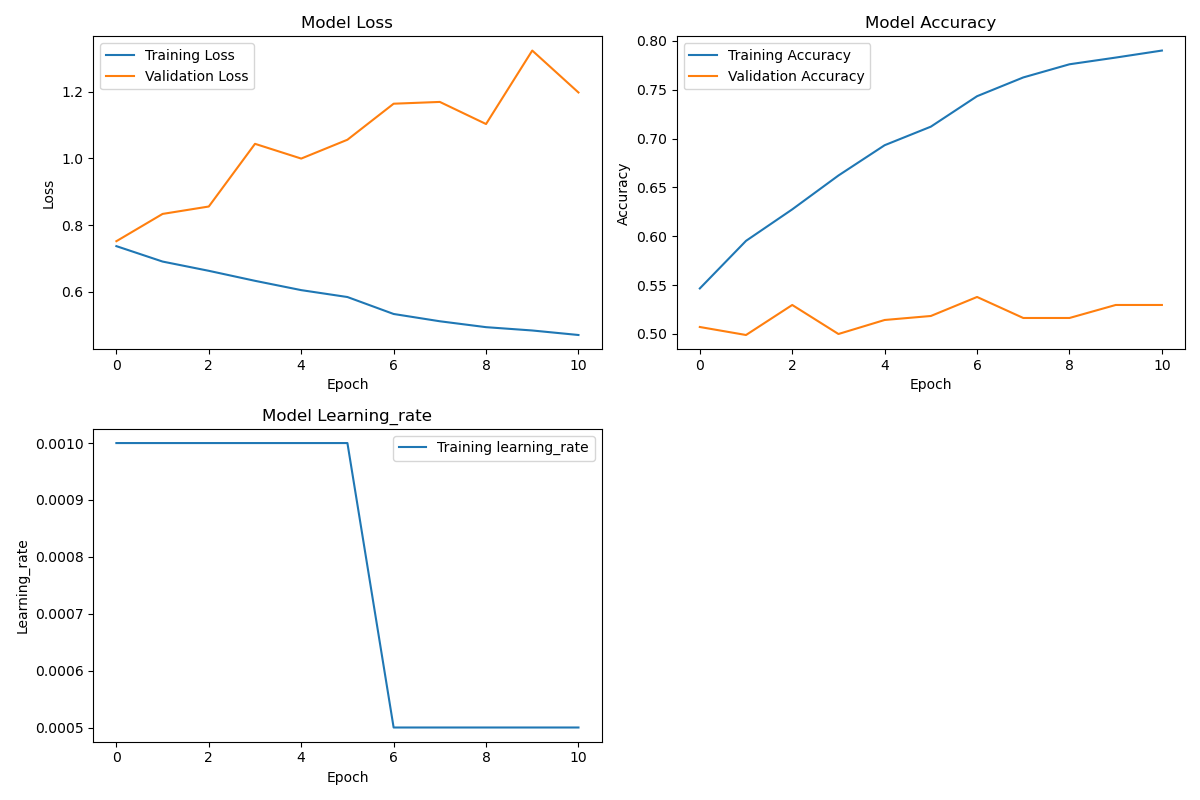 Model Loss
Training Loss
Validation Loss
1.2
1.0
0.8
0.6
Loss
0 2 4 6 8 10
Epoch
Model Accuracy
Training Accuracy
Validation Accuracy
0.80
0.75
0.70
0.65
0.60
0.55
0.50
Accuracy
0 2 4 6 8 10
Epoch
Model Learning_rate
Training learning_rate
0.0010
0.0009
0.0008
0.0007
0.0006
0.0005
Learning_rate
0 2 4 6 8 10
Epoch